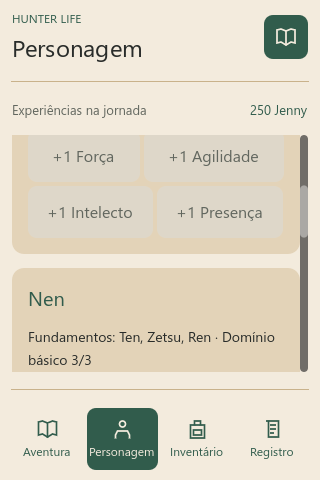 HUNTER LIFE
Personagem
Experiências na jornada
250 Jenny
+1 Força
+1 Agilidade
+1 Intelecto
+1 Presença
Nen
Fundamentos: Ten, Zetsu, Ren · Domínio
básico 3/3
Aventura
Personagem
Inventário
Registro